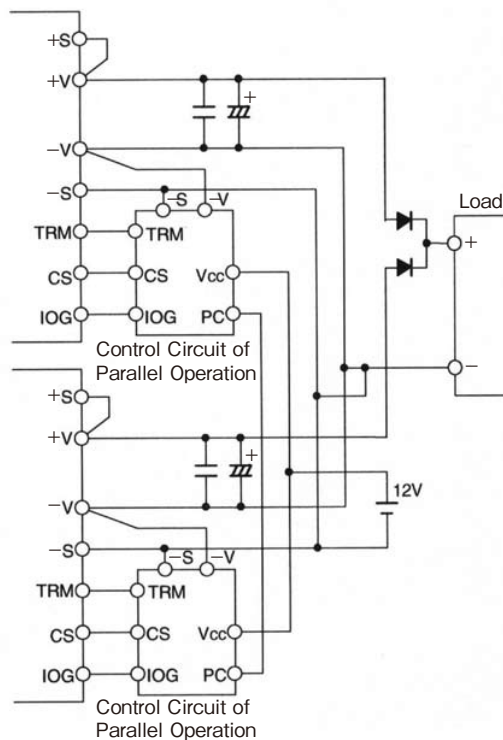 +S
+V
+
−V
−S
−S
−V
Load
TRM
TRM
+
CS
CS
Vcc
IOG
IOG
PC
Control Circuit of
Parallel Operation
−
+S
+V
+
12V
−V
−S
−S
−V
TRM
TRM
CS
CS
Vcc
IOG
IOG
PC
Control Circuit of
Parallel Operation